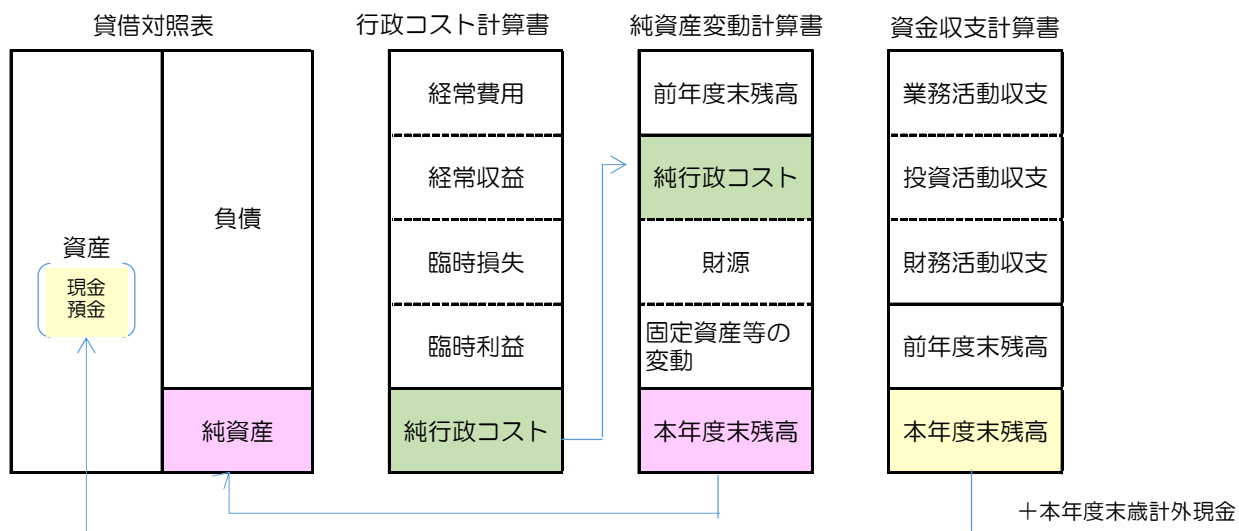 貸借対照表
資産
現金
預金
負債
純資産
行政コスト計算書
経常費用
経常収益
臨時損失
臨時利益
純行政コスト
純資産変動計算書
前年度末残高
純行政コスト
財源
固定資産等の
変動
本年度末残高
資金収支計算書
業務活動収支
投資活動収支
財務活動収支
前年度末残高
本年度末残高
＋本年度末歳計外現金